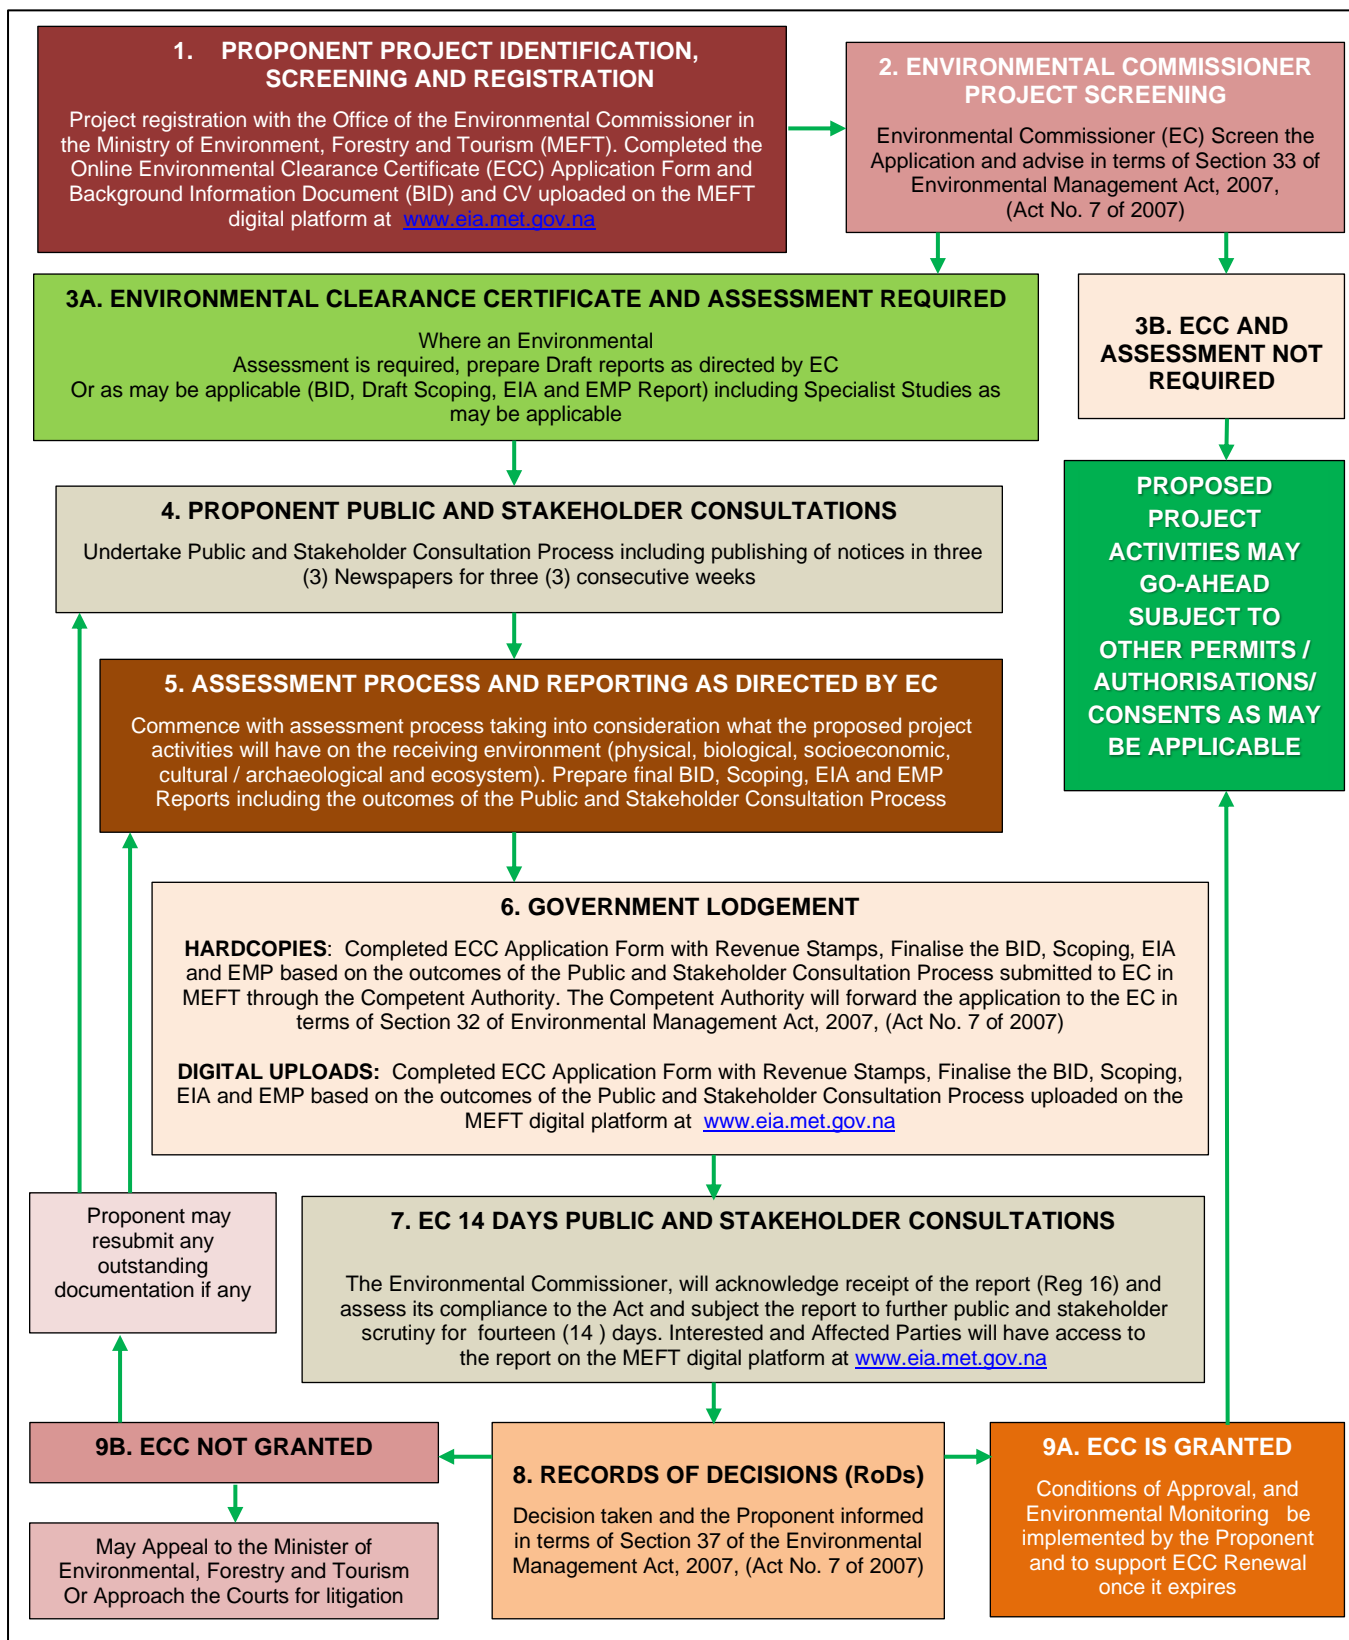 1. PROPONENT PROJECT IDENTIFICATION,
SCREENING AND REGISTRATION
Project registration with the Office of the Environmental Commissioner in
the Ministry of Environment, Forestry and Tourism (MEFT). Completed the
Online Environmental Clearance Certificate (ECC) Application Form and
Background Information Document (BID) and CV uploaded on the MEFT
digital platform at www.eia.met.gov.na
2. ENVIRONMENTAL COMMISSIONER
PROJECT SCREENING
Environmental Commissioner (EC) Screen the
Application and advise in terms of Section 33 of
Environmental Management Act, 2007,
(Act No. 7 of 2007)
3A. ENVIRONMENTAL CLEARANCE CERTIFICATE AND ASSESSMENT REQUIRED
Where an Environmental
Assessment is required, prepare Draft reports as directed by EC
Or as may be applicable (BID, Draft Scoping, EIA and EMP Report) including Specialist Studies as
may be applicable
3B. ECC AND
ASSESSMENT NOT
REQUIRED
4. PROPONENT PUBLIC AND STAKEHOLDER CONSULTATIONS
Undertake Public and Stakeholder Consultation Process including publishing of notices in three
(3) Newspapers for three (3) consecutive weeks
PROPOSED
PROJECT
ACTIVITIES MAY
GO-AHEAD
SUBJECT TO
OTHER PERMITS /
AUTHORISATIONS/
CONSENTS AS MAY
BE APPLICABLE
5. ASSESSMENT PROCESS AND REPORTING AS DIRECTED BY EC
Commence with assessment process taking into consideration what the proposed project
activities will have on the receiving environment (physical, biological, socioeconomic,
cultural / archaeological and ecosystem). Prepare final BID, Scoping, EIA and EMP
Reports including the outcomes of the Public and Stakeholder Consultation Process
6. GOVERNMENT LODGEMENT
HARDCOPIES: Completed ECC Application Form with Revenue Stamps, Finalise the BID, Scoping, EIA
and EMP based on the outcomes of the Public and Stakeholder Consultation Process submitted to EC in
MEFT through the Competent Authority. The Competent Authority will forward the application to the EC in
terms of Section 32 of Environmental Management Act, 2007, (Act No. 7 of 2007)
DIGITAL UPLOADS: Completed ECC Application Form with Revenue Stamps, Finalise the BID, Scoping,
EIA and EMP based on the outcomes of the Public and Stakeholder Consultation Process uploaded on the
MEFT digital platform at www.eia.met.gov.na
Proponent may
resubmit any
outstanding
documentation if any
7. EC 14 DAYS PUBLIC AND STAKEHOLDER CONSULTATIONS
The Environmental Commissioner, will acknowledge receipt of the report (Reg 16) and
assess its compliance to the Act and subject the report to further public and stakeholder
scrutiny for fourteen (14 ) days. Interested and Affected Parties will have access to
the report on the MEFT digital platform at www.eia.met.gov.na
9B. ECC NOT GRANTED
May Appeal to the Minister of
Environmental, Forestry and Tourism
Or Approach the Courts for litigation
8. RECORDS OF DECISIONS (RoDs)
Decision taken and the Proponent informed
in terms of Section 37 of the Environmental
Management Act, 2007, (Act No. 7 of 2007)
9A. ECC IS GRANTED
Conditions of Approval, and
Environmental Monitoring be
implemented by the Proponent
and to support ECC Renewal
once it expires